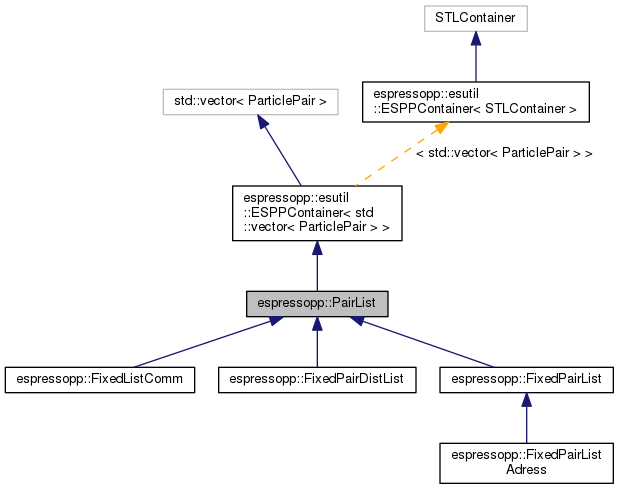 STLContainer
espressopp::esutil
::ESPPContainer< STLContainer >
std::vector< ParticlePair >
< std::vector< ParticlePair > >
espressopp::esutil
::ESPPContainer< std
::vector< ParticlePair > >
espressopp::PairList
espressopp::FixedListComm
espressopp::FixedPairDistList
espressopp::FixedPairList
espressopp::FixedPairList
Adress